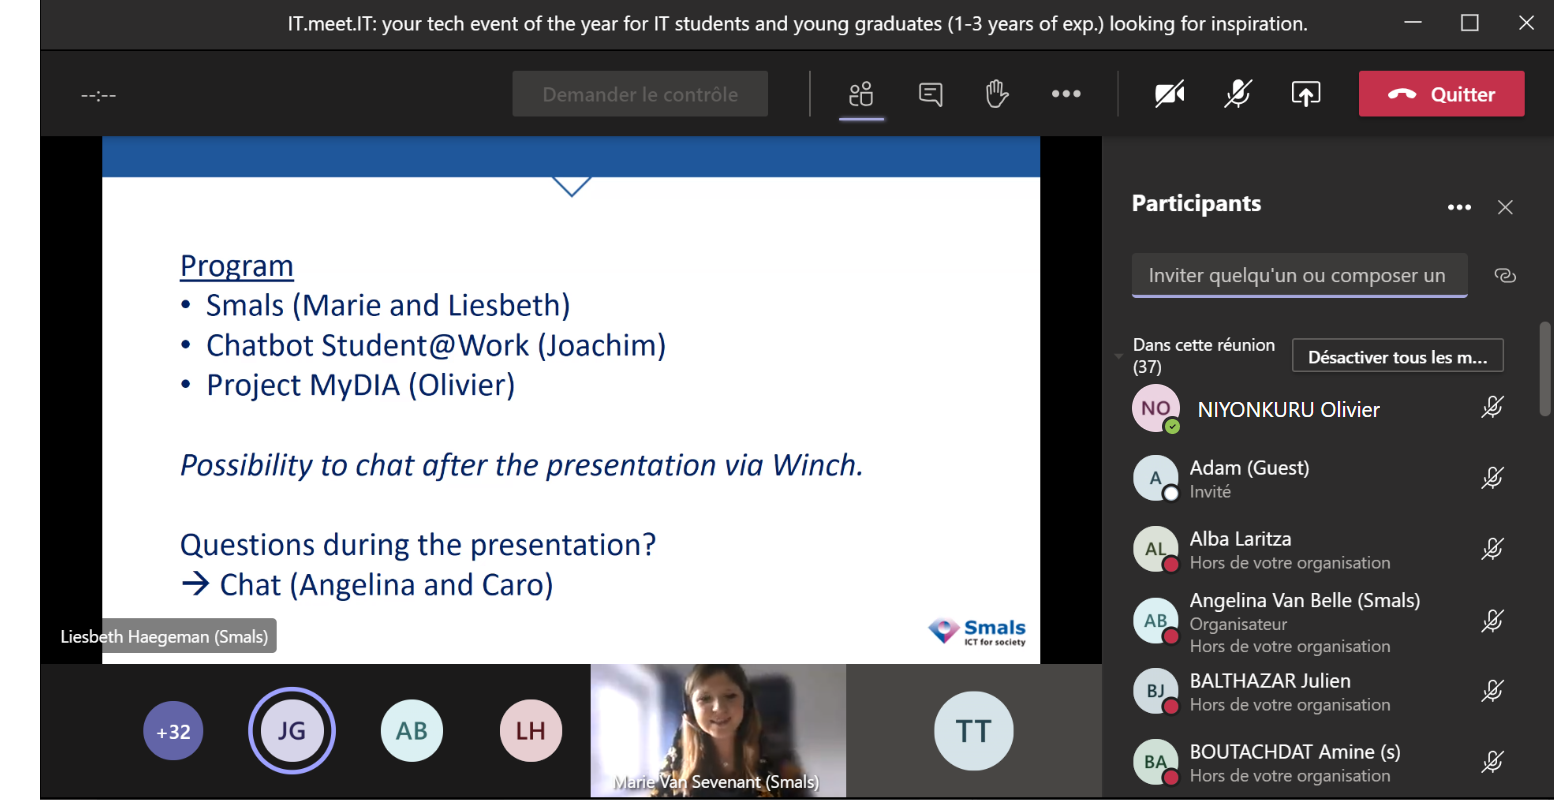 IT.meet.IT: your tech event of the year for IT students and young graduates (1-3 years of exp.) looking for inspiration.
--:--
Demander le contrôle
Quitter
Program
• Smals (Marie and Liesbeth)
• Chatbot Student@Work (Joachim)
• Project MyDIA (Olivier)
Possibility to chat after the presentation via Winch.
Questions during the presentation?
→ Chat (Angelina and Caro)
Liesbeth Haegeman (Smals)
Smals
ICT for society
+32
JG
AB
LH
Marie Van Sevenant (Smals)
TT
Participants
Inviter quelqu'un ou composer un
Dans cette réunion
(37)
Désactiver tous les m...
NO
NIYONKURU Olivier
A
Adam (Guest)
Invité
AL
Alba Laritza
Hors de votre organisation
AB
Angelina Van Belle (Smals)
Organisateur
Hors de votre organisation
BJ
BALTHAZAR Julien
Hors de votre organisation
BA
BOUTACHDAT Amine (s)
Hors de votre organisation